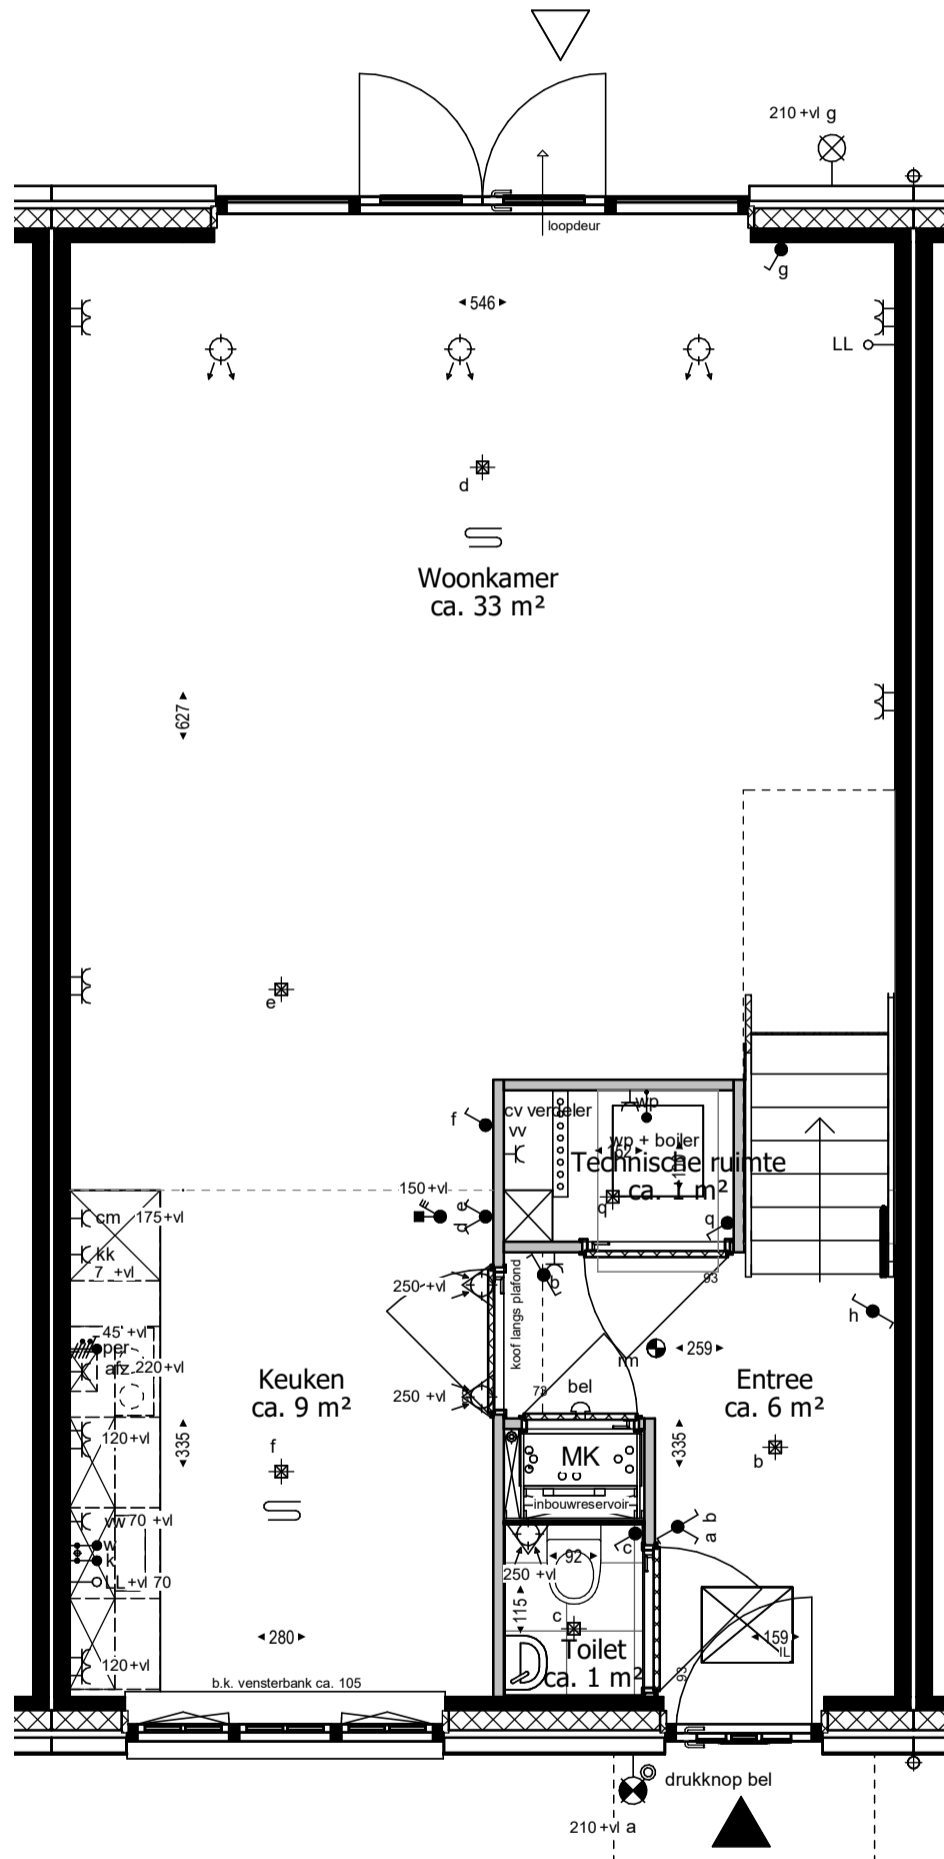 210 +vl g
loopdeur
g
546
LL
d
Woonkamer
ca. 33 m²
627
e
cv verdeler
wp
f
vv
wp + boiler
62
Technische ruimte
ca. 1 m²
150 +vl
e
d
q
q
cm 175+vl
kk
7 +vl
250 +vl
koof langs plafond
b
93
h
45 +vl
per
afz 220+vl
rm
259
Keuken
ca. 9 m²
250 +vl
73
bel
Entree
ca. 6 m²
120+vl
335
f
MK
335
b
inbouwreservoir
vw 70 +vl
w
k
LL +vl 70
c
a b
92
250 +vl
115
c
Toilet
ca. 1 m²
159
IL
93
280
120+vl
b.k. vensterbank ca. 105
drukknop bel
210 +vl a